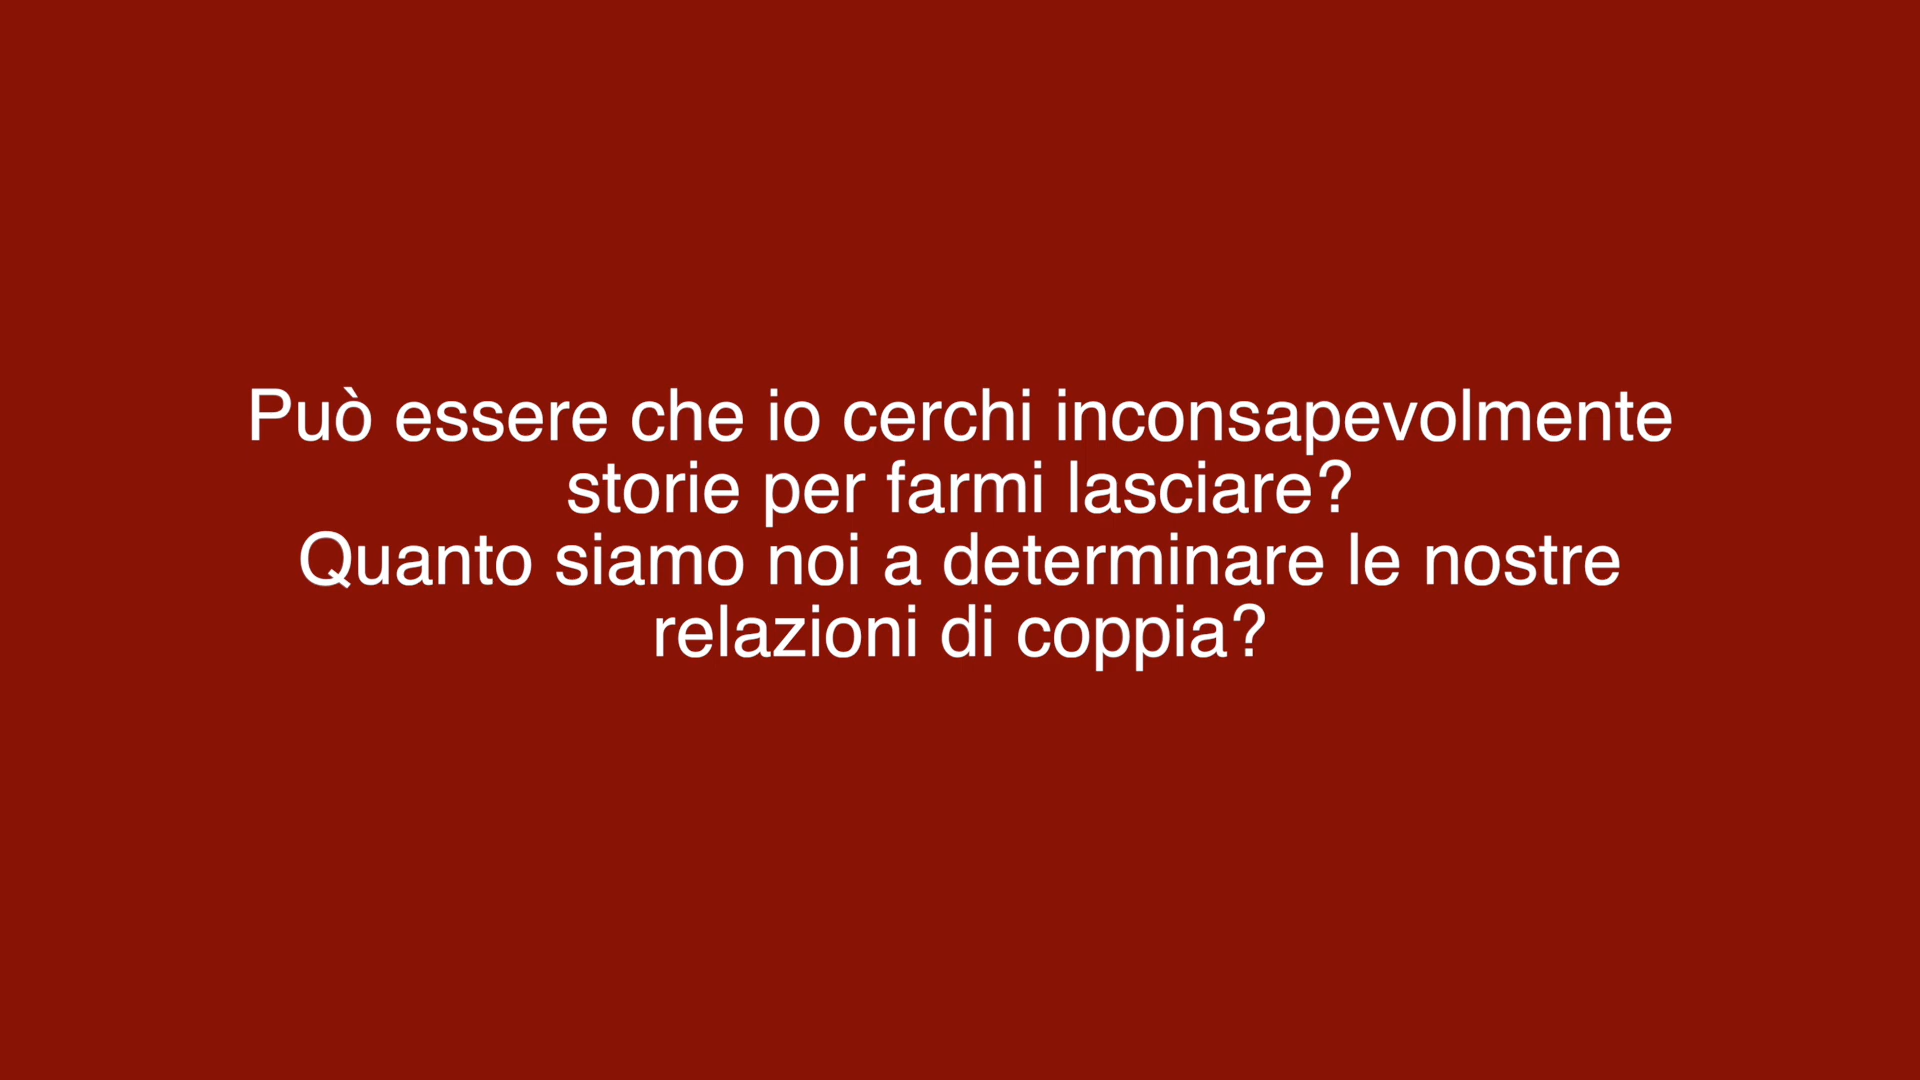 Può essere che io cerchi inconsapevolmente
storie per farmi lasciare?
Quanto siamo noi a determinare le nostre
relazioni di coppia?